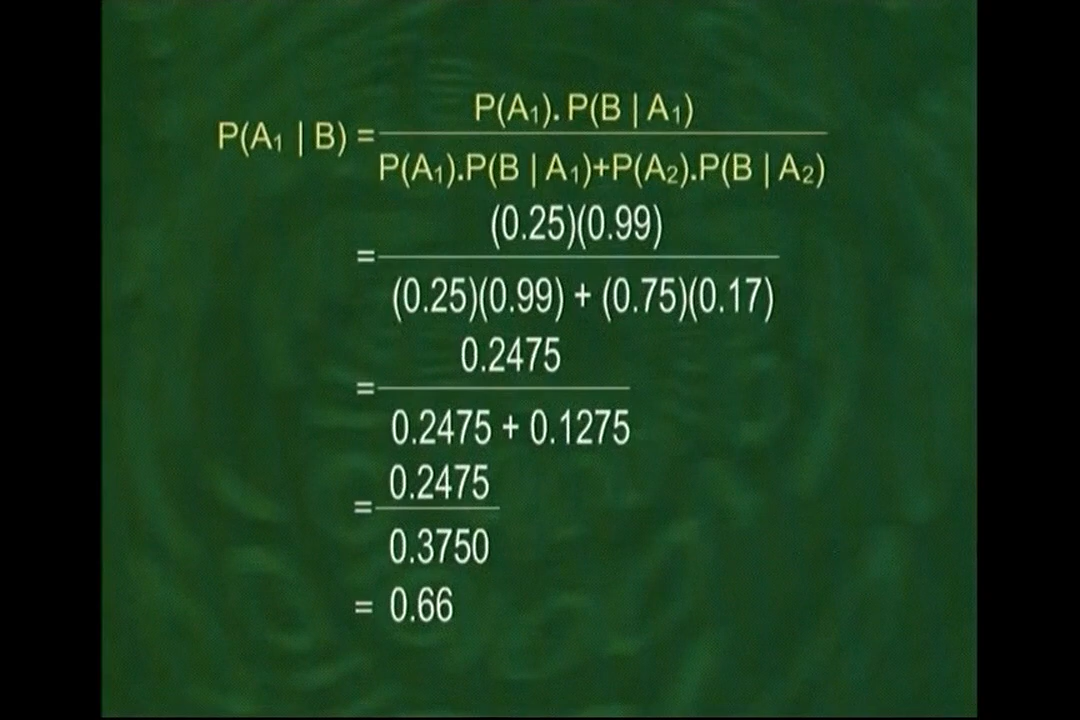 P(A₁).P(B | A₁)
P(A₁ | B) =
P(A₁).P(B | A₁)+P(A₂).P(B | A₂)
(0.25)(0.99)
=
(0.25)(0.99) + (0.75)(0.17)
0.2475
=
0.2475 + 0.1275
0.2475
=
0.3750
= 0.66